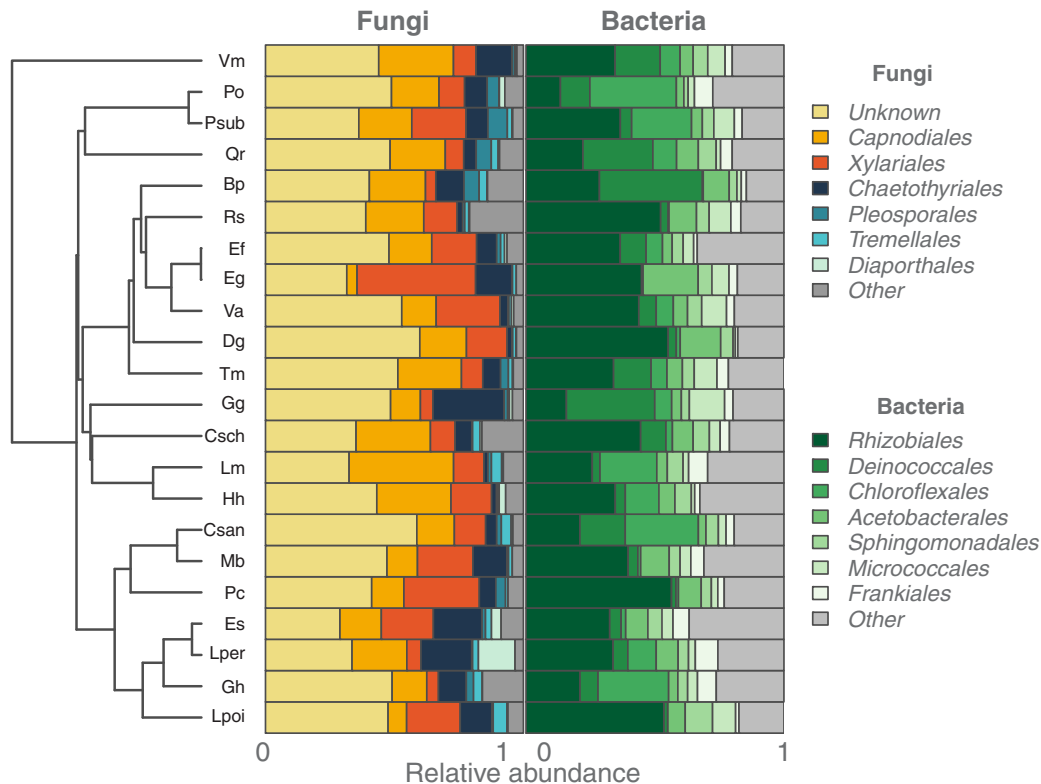 Fungi
Bacteria
Vm
Po
Psub
Qr
Bp
Rs
Ef
Eg
Va
Dg
Tm
Gg
Csch
Lm
Hh
Csan
Mb
Pc
Es
Lper
Gh
Lpoi
0 1 0 1
Relative abundance
Fungi
Unknown
Capnodiales
Xylariales
Chaetothyriales
Pleosporales
Tremellales
Diaporthales
Other
Bacteria
Rhizobiales
Deinococcales
Chloroflexales
Acetobacterales
Sphingomonadales
Micrococcales
Frankiales
Other